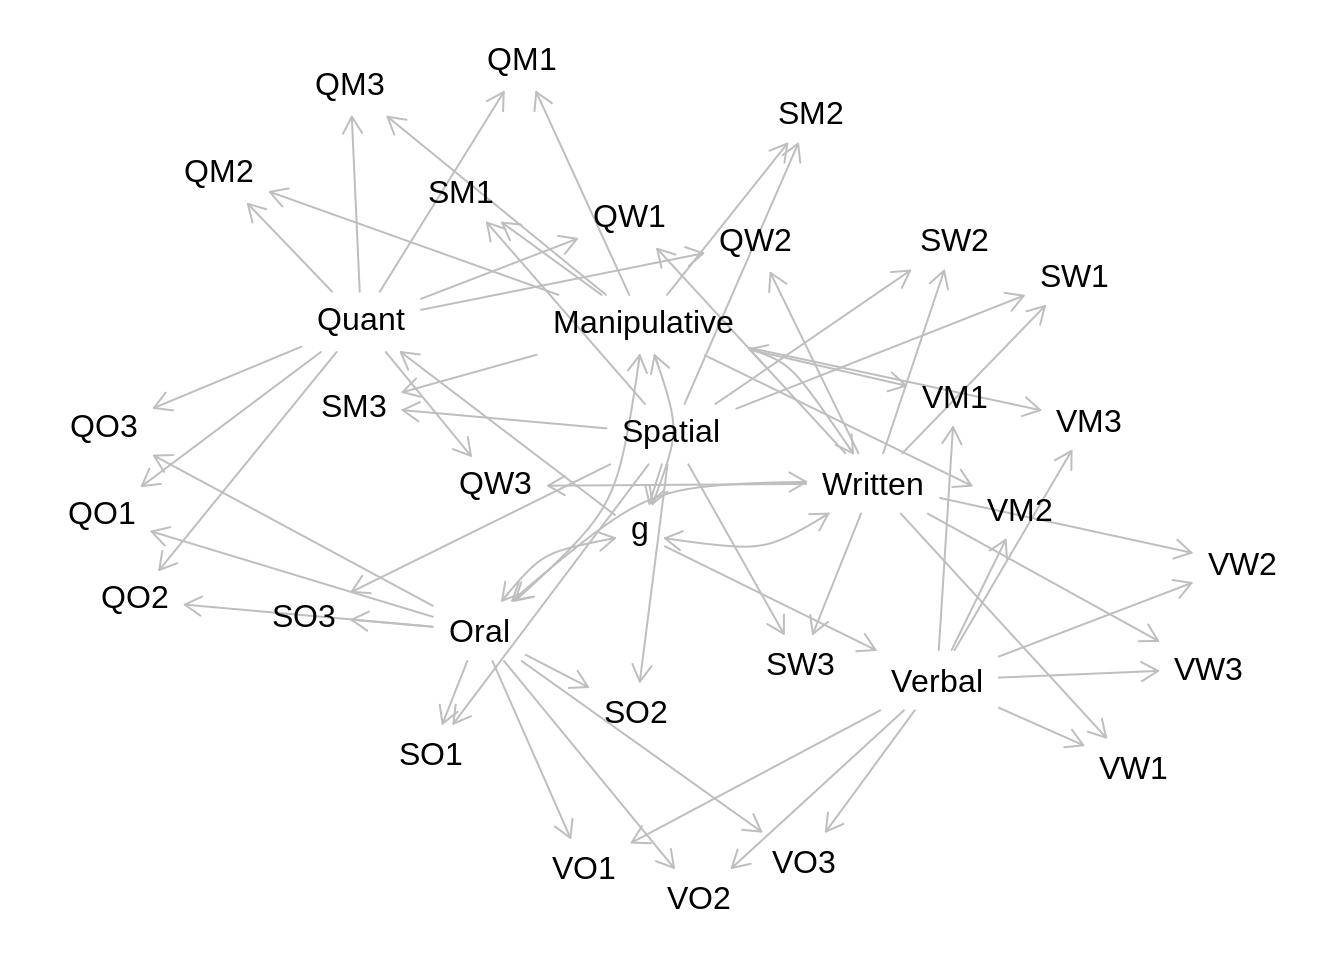 QM1
QM3
SM2
QM2
SM1
QW1
QW2
SW2
SW1
Quant
Manipulative
VM1
SM3
VM3
QO3
Spatial
QW3
Written
QO1
VM2
g
VW2
QO2
SO3
Oral
SW3
VW3
Verbal
SO2
SO1
VW1
VO3
VO1
VO2